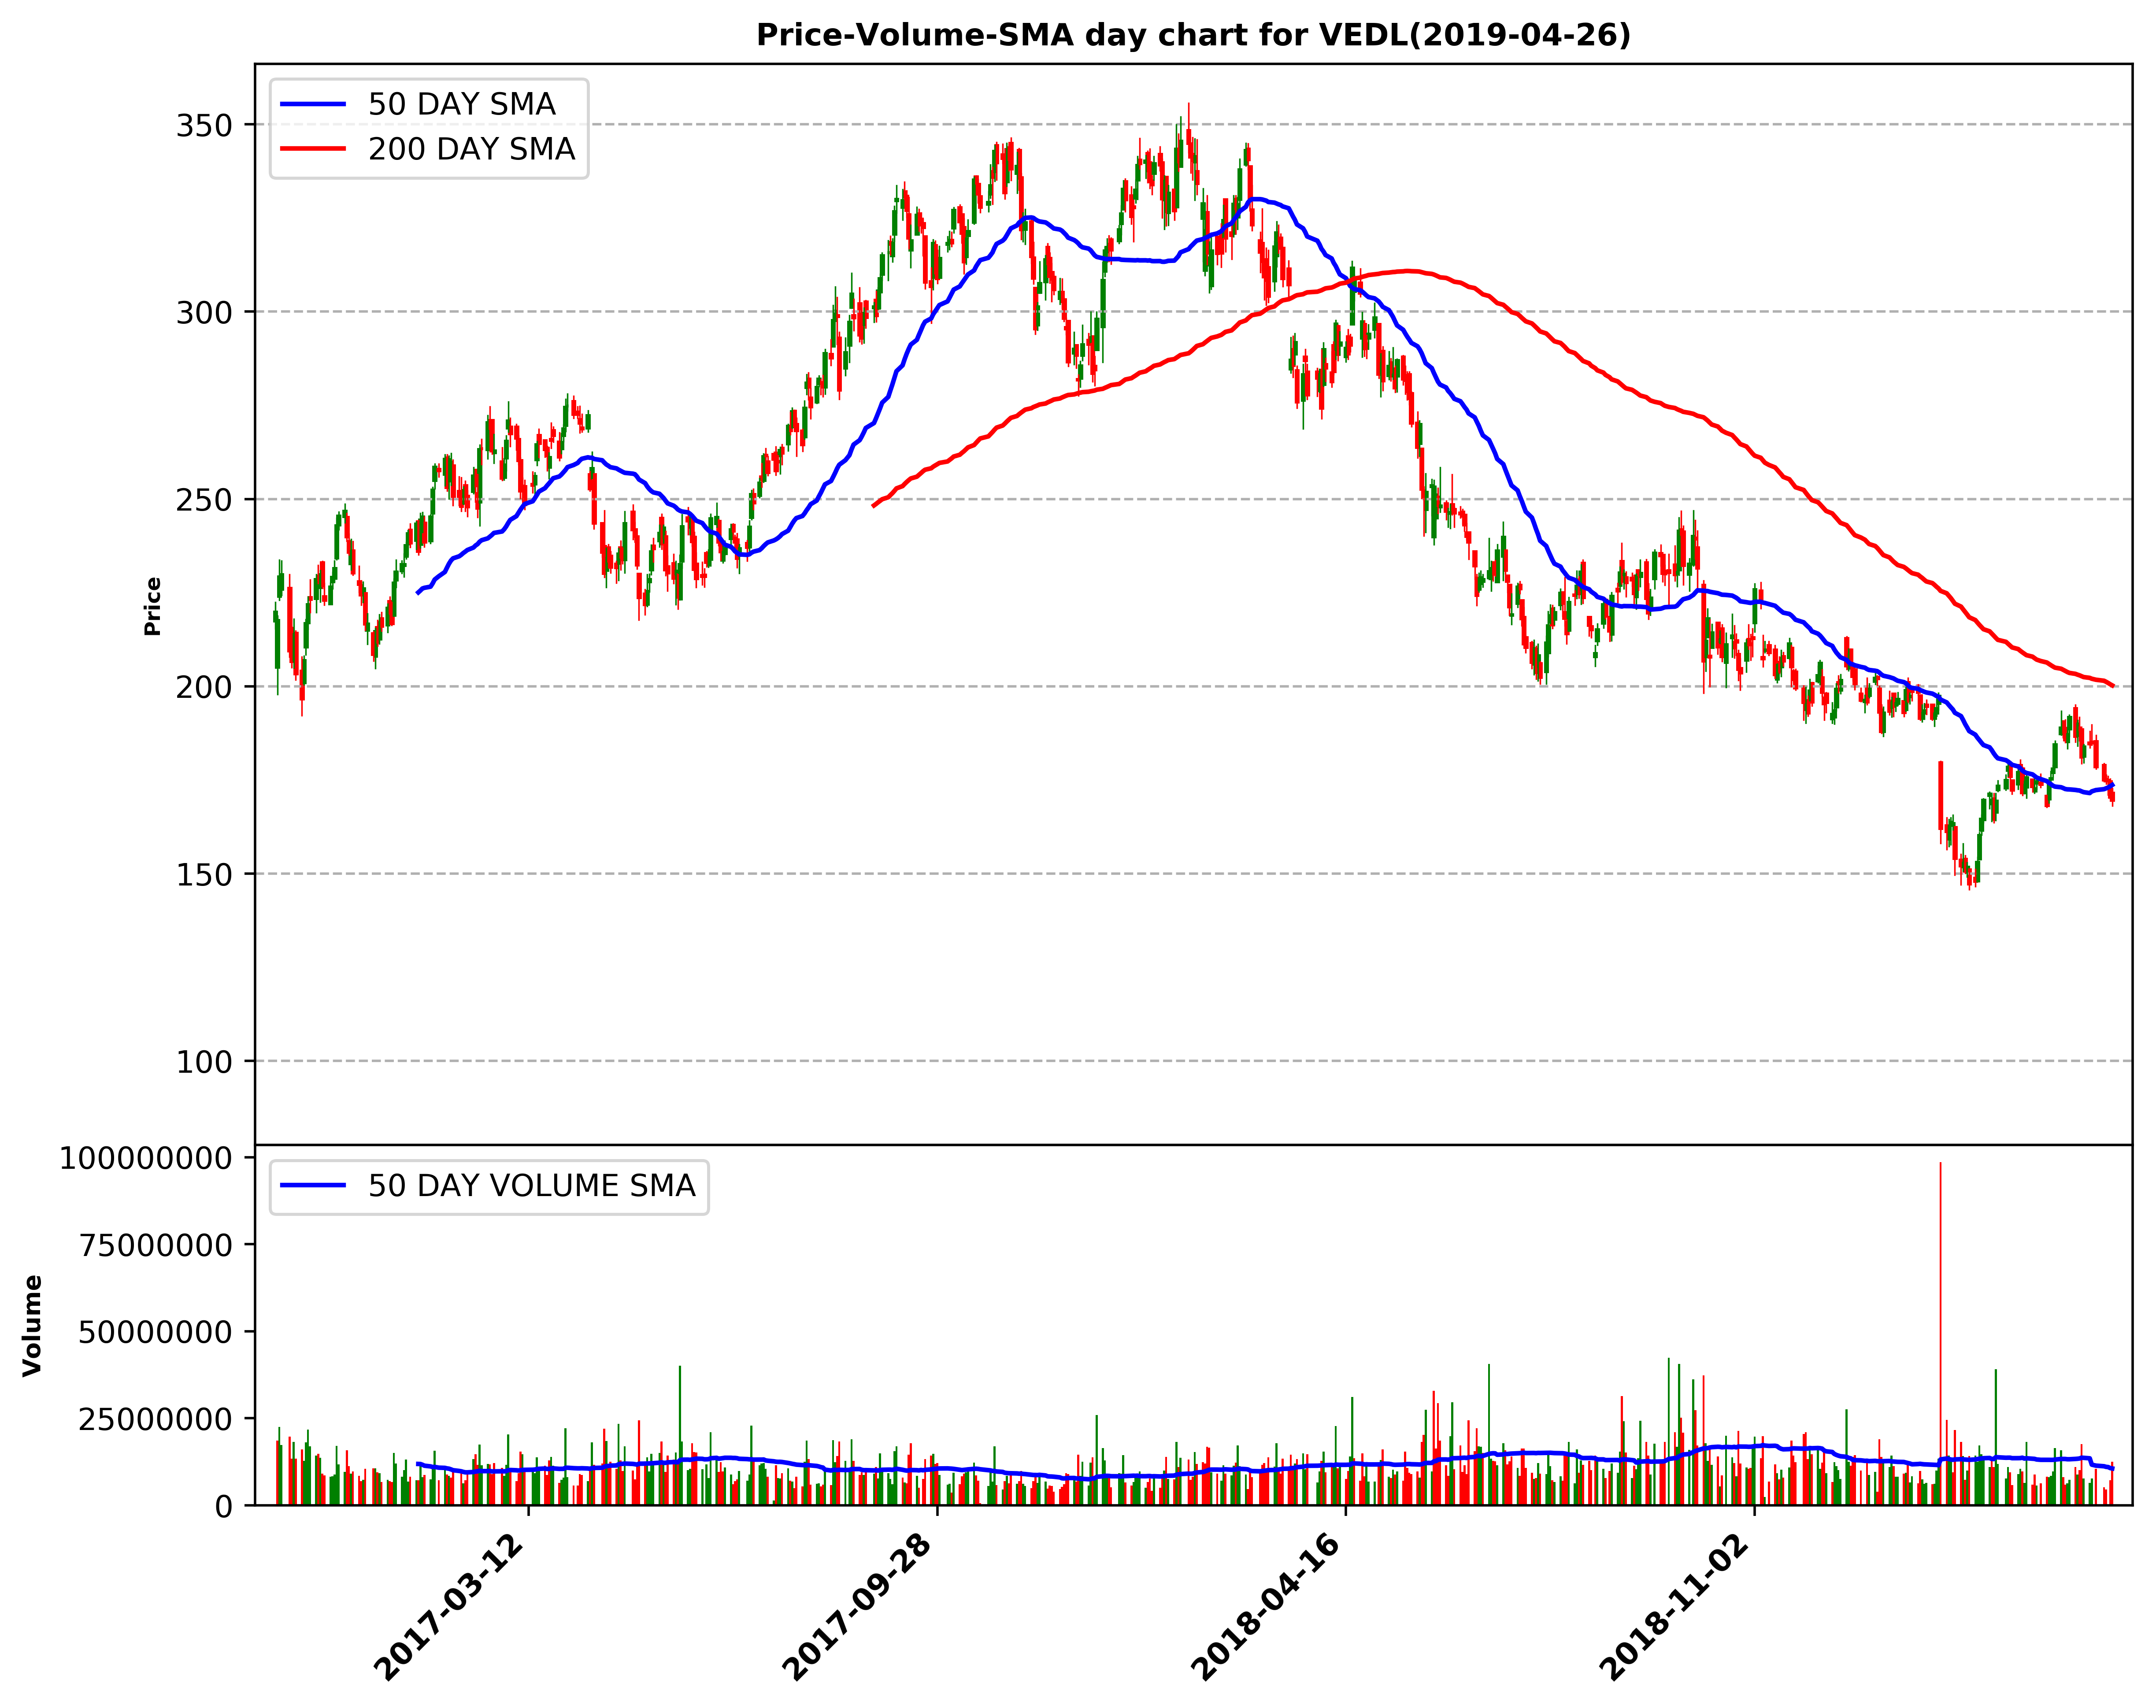 Price-Volume-SMA day chart for VEDL(2019-04-26)
50 DAY SMA
200 DAY SMA
350
300
250
200
150
100
Price
50 DAY VOLUME SMA
100000000
75000000
50000000
25000000
0
Volume
2017-03-12
2017-09-28
2018-04-16
2018-11-02